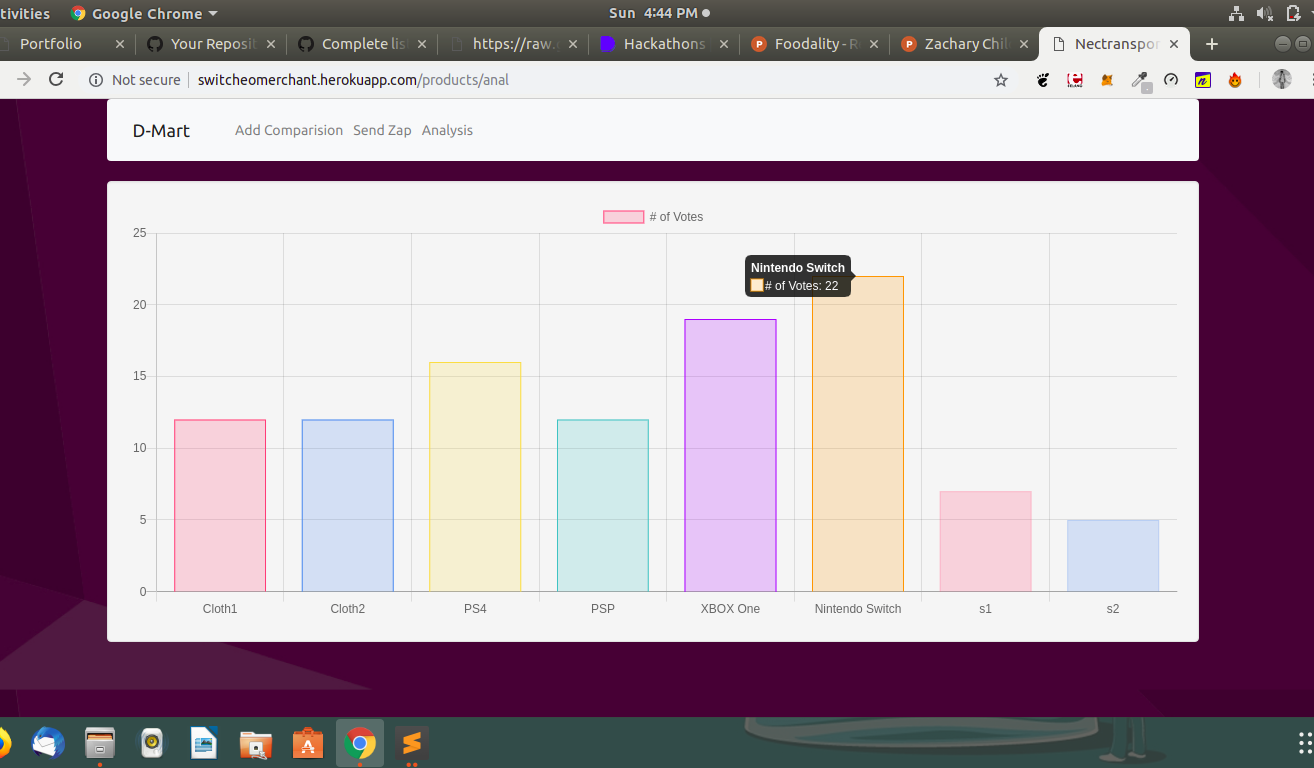 tivities Google Chrome Sun 4:44 PM
Portfolio Your Reposit Complete lis https://raw. Hackathons Foodality - R Zachary Chil Nectranspor
Not secure switcheomerchant.herokuapp.com/products/anal
D-Mart Add Comparision Send Zap Analysis
# of Votes
25
20
15
10
5
0
Nintendo Switch
# of Votes: 22
Cloth1 Cloth2 PS4 PSP XBOX One Nintendo Switch s1 s2